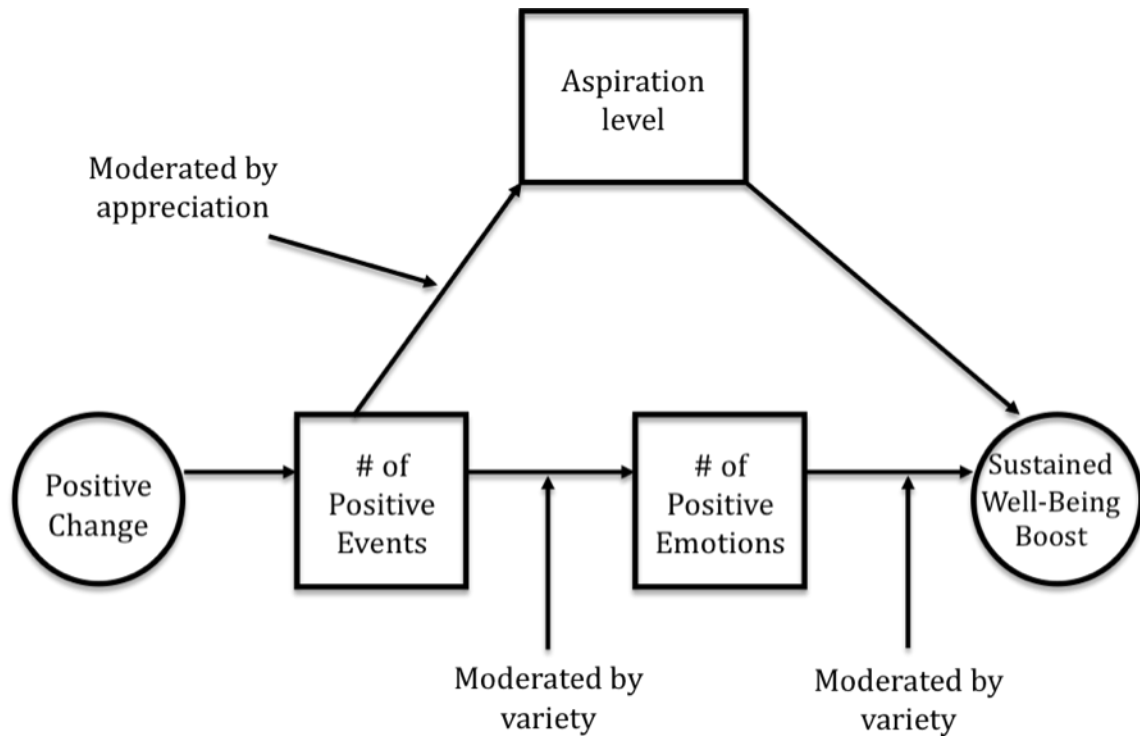 Aspiration
level
Moderated by
appreciation
Positive
Change
# of
Positive
Events
# of
Positive
Emotions
Sustained
Well-Being
Boost
Moderated by
variety
Moderated by
variety